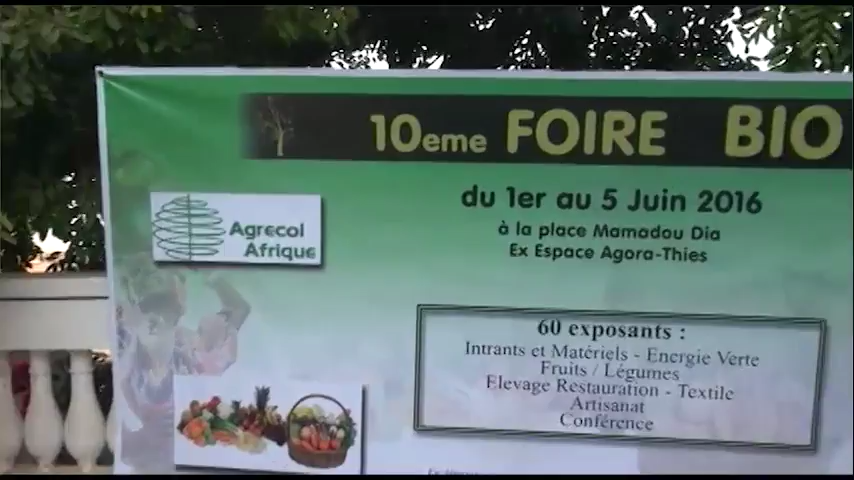 10eme FOIRE BIO
du 1er au 5 Juin 2016
à la place Mamadou Dia
Ex Espace Agora-Thies
Agrecol
Afrique
60 exposants :
Intrants et Matériels - Energie Verte
Fruits / Légumes
Elevage Restauration - Textile
Artisanat
Conférence